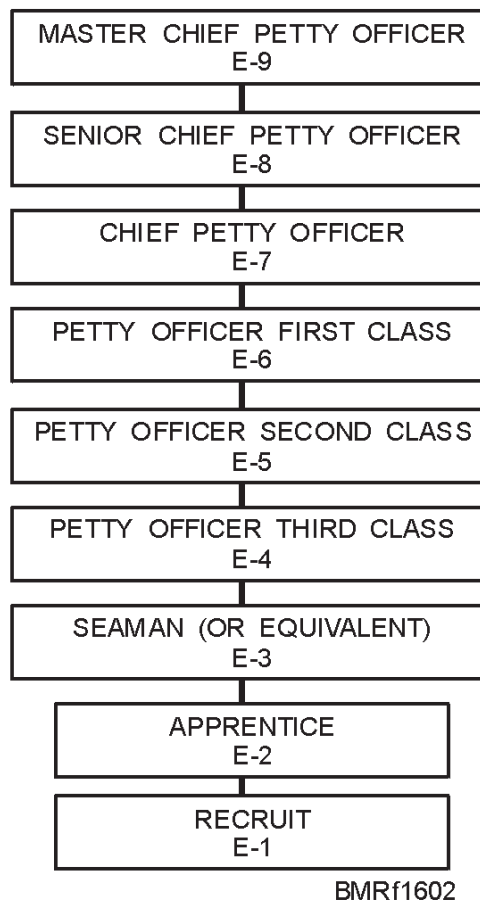 MASTER CHIEF PETTY OFFICER
E-9
SENIOR CHIEF PETTY OFFICER
E-8
CHIEF PETTY OFFICER
E-7
PETTY OFFICER FIRST CLASS
E-6
PETTY OFFICER SECOND CLASS
E-5
PETTY OFFICER THIRD CLASS
E-4
SEAMAN (OR EQUIVALENT)
E-3
APPRENTICE
E-2
RECRUIT
E-1
BMRf1602